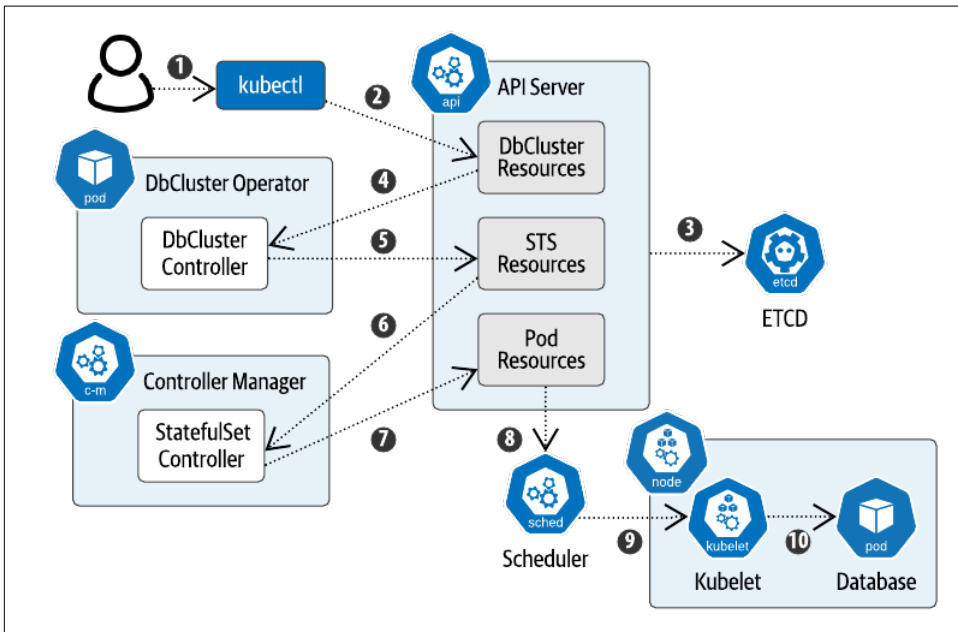 1
kubectl
2
api
API Server
DbCluster
Resources
pod
DbCluster Operator
4
DbCluster
Controller
5
STS
Resources
3
etcd
ETCD
6
Pod
Resources
c-m
Controller Manager
StatefulSet
Controller
7
8
sched
Scheduler
9
node
kubelet
Kubelet
10
pod
Database